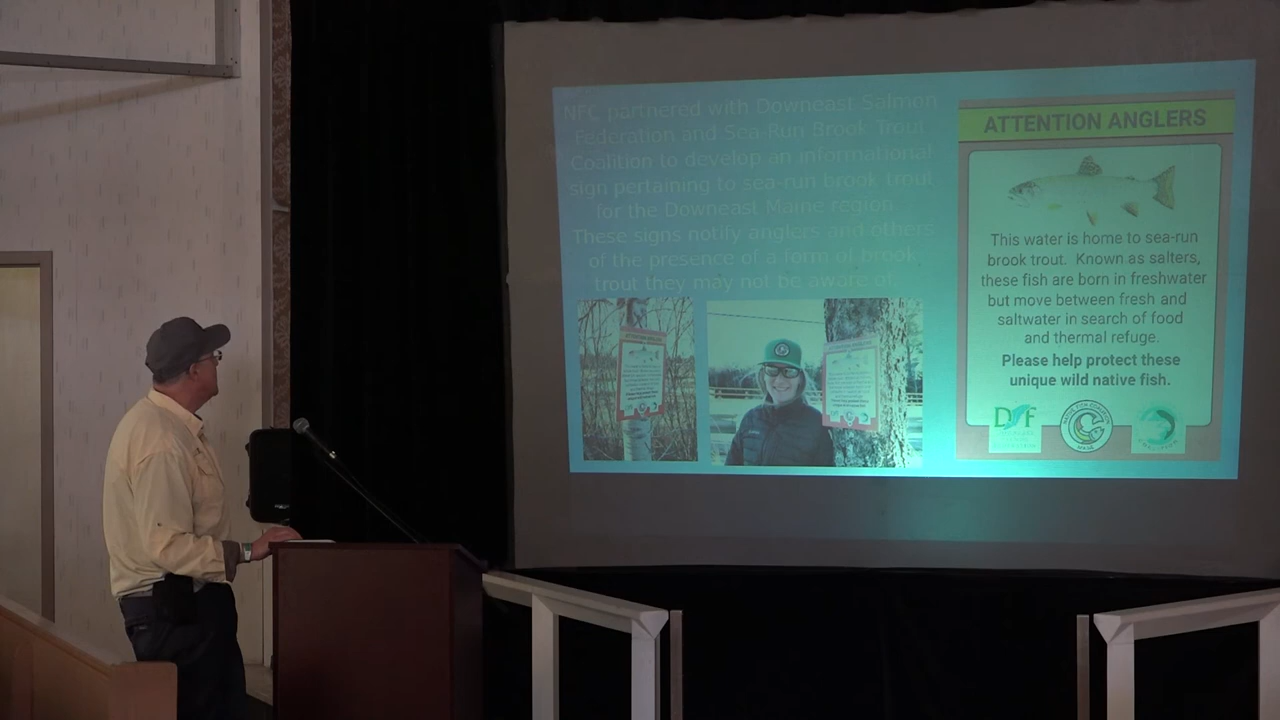 NFC partnered with Downeast Salmon
Federation and Sea-Run Brook Trout
Coalition to develop an informational
sign pertaining to sea-run brook trout
for the Downeast Maine region.
These signs notify anglers and others
of the presence of a form of brook
trout they may not be aware of.
ATTENTION ANGLERS
This water is home to sea-run
brook trout. Known as salters,
these fish are born in freshwater
but move between fresh and
saltwater in search of food
and thermal refuge.
Please help protect these
unique wild native fish.
ATTENTION ANGLERS